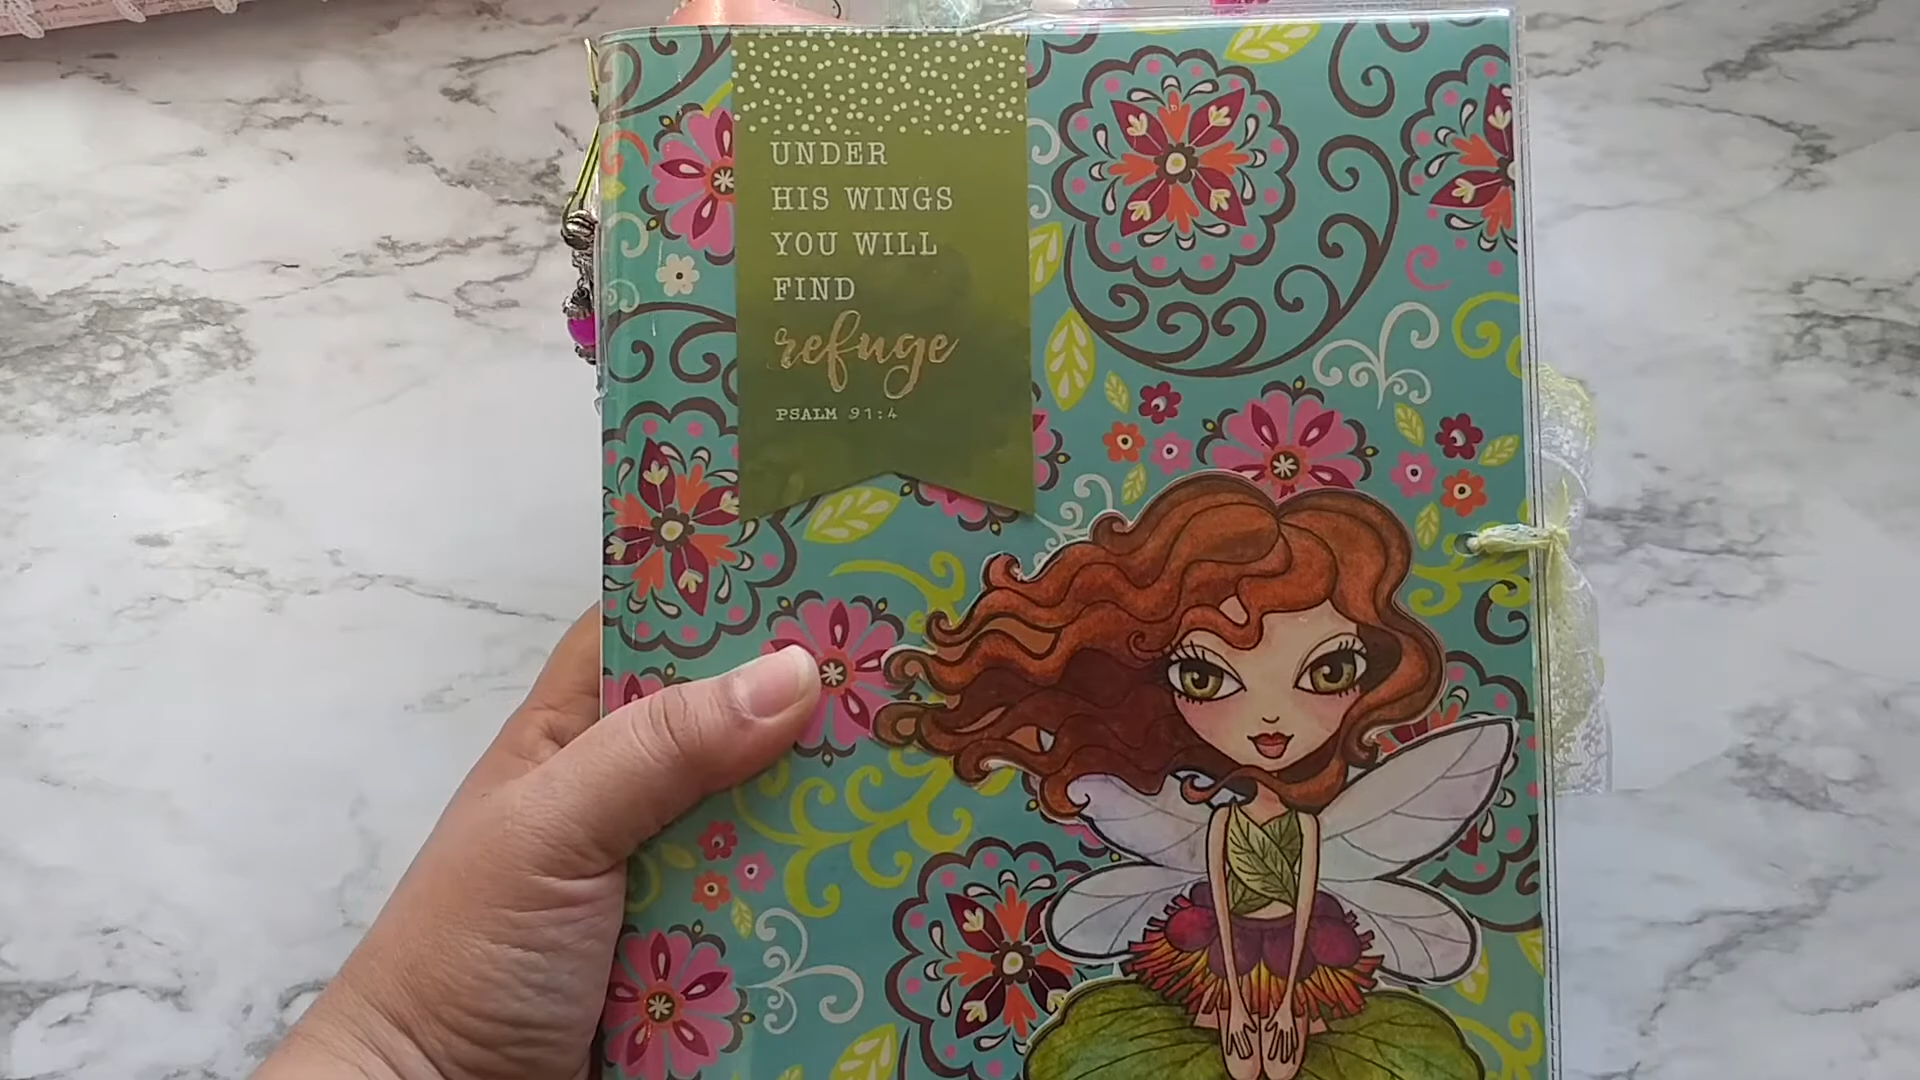 UNDER
HIS WINGS
YOU WILL
FIND
refuge
PSALM 91:4